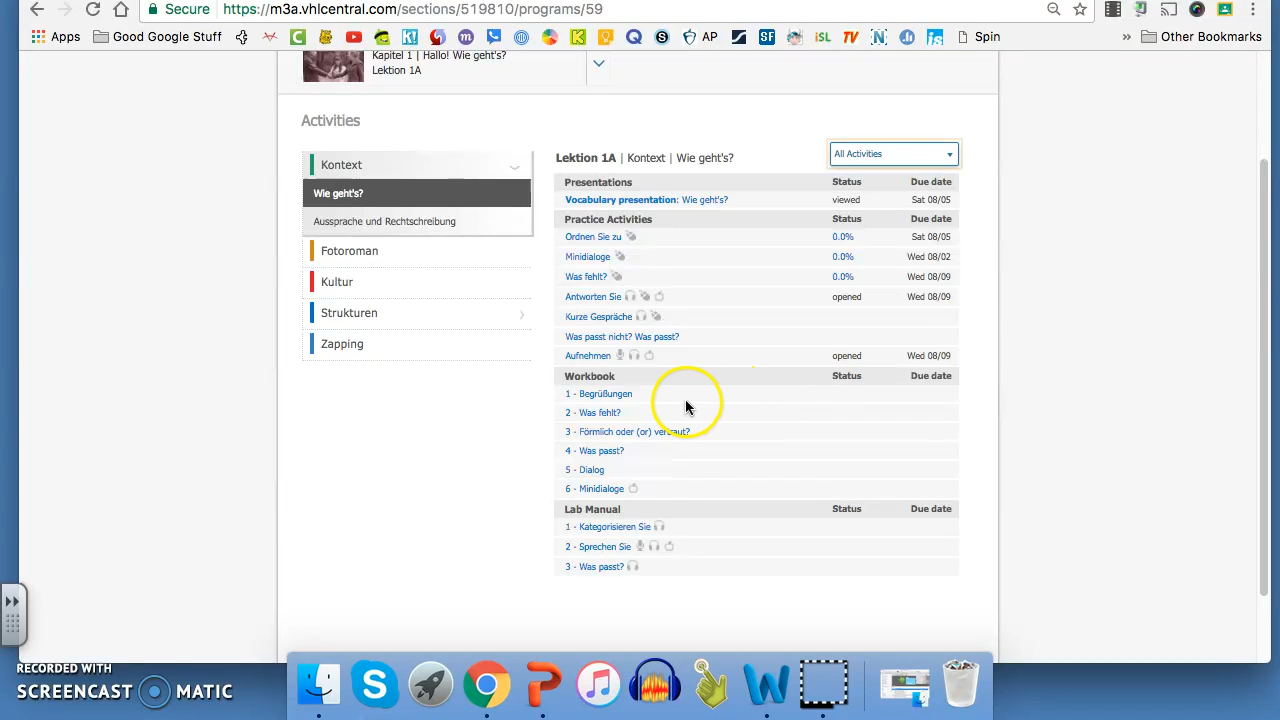 Secure
https://m3a.vhlcentral.com/sections/519810/programs/59
Apps
Good Google Stuff
AP
SF
iSL
TV
N
Spin
»
Other Bookmarks
Kapitel 1 | Hallo! Wie geht's?
Lektion 1A
Activities
Kontext
Wie geht's?
Aussprache und Rechtschreibung
Fotoroman
Kultur
Strukturen
Zapping
Lektion 1A | Kontext | Wie geht's?
All Activities
Presentations Status Due date
Vocabulary presentation: Wie geht's? viewed Sat 08/05
Practice Activities Status Due date
Ordnen Sie zu 0.0% Sat 08/05
Minidialoge 0.0% Wed 08/02
Was fehlt? 0.0% Wed 08/09
Antworten Sie opened Wed 08/09
Kurze Gespräche
Was passt nicht? Was passt?
Aufnehmen opened Wed 08/09
Workbook Status Due date
1 - Begrüßungen
2 - Was fehlt?
3 - Förmlich oder (or) vertraut?
4 - Was passt?
5 - Dialog
6 - Minidialoge
Lab Manual Status Due date
1 - Kategorisieren Sie
2 - Sprechen Sie
3 - Was passt?
RECORDED WITH
SCREENCAST MATIC